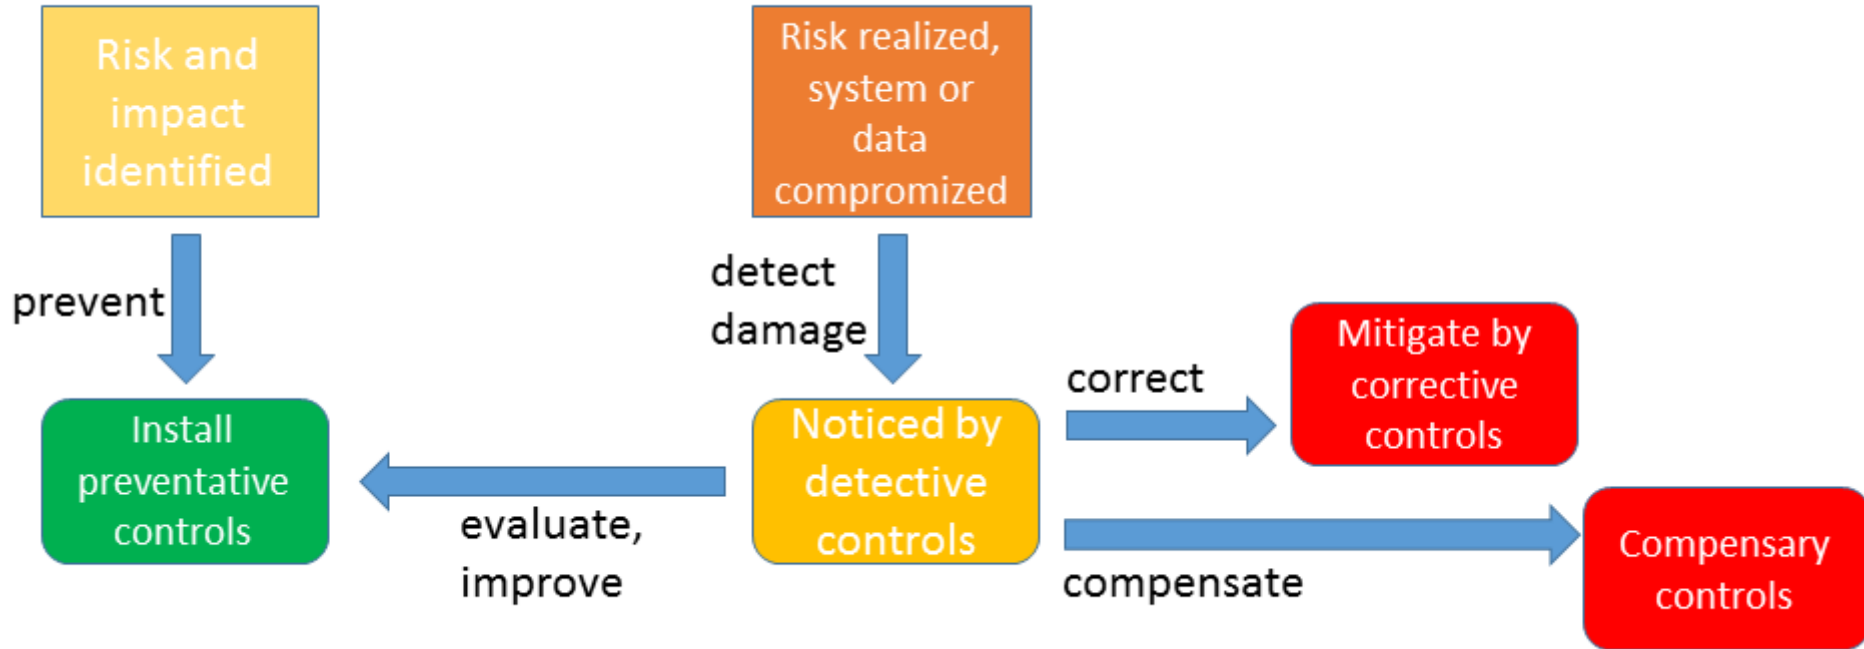 Risk and
impact
identified
Risk realized,
system or
data
compromized
prevent
detect
damage
Install
preventative
controls
evaluate,
improve
Noticed by
detective
controls
correct
Mitigate by
corrective
controls
compensate
Compensary
controls